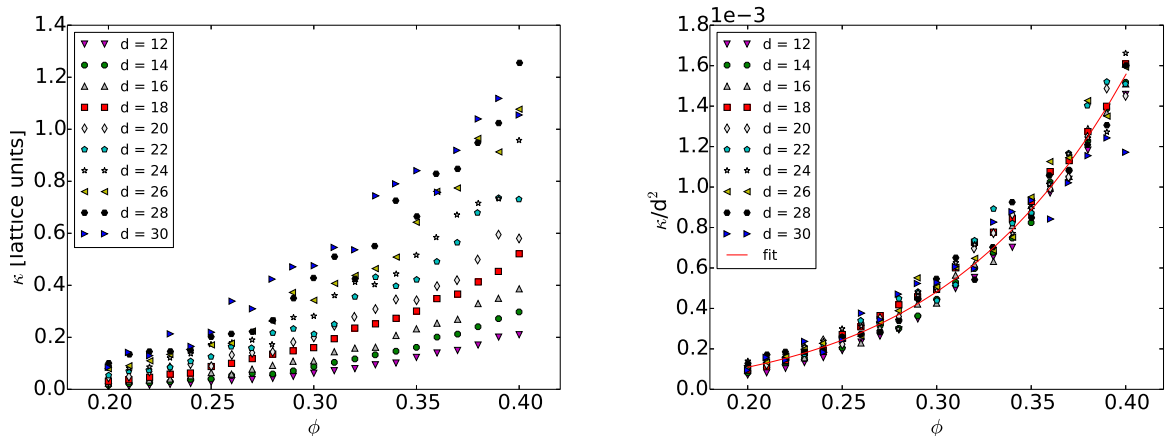 1.4
1.2
1.0
0.8
0.6
0.4
0.2
0.0
κ [lattice units]
0.20 0.25 0.30 0.35 0.40
ϕ
d = 12
d = 14
d = 16
d = 18
d = 20
d = 22
d = 24
d = 26
d = 28
d = 30
1e−3
1.8
1.6
1.4
1.2
1.0
0.8
0.6
0.4
0.2
0.0
κ/d²
0.20 0.25 0.30 0.35 0.40
ϕ
d = 12
d = 14
d = 16
d = 18
d = 20
d = 22
d = 24
d = 26
d = 28
d = 30
fit